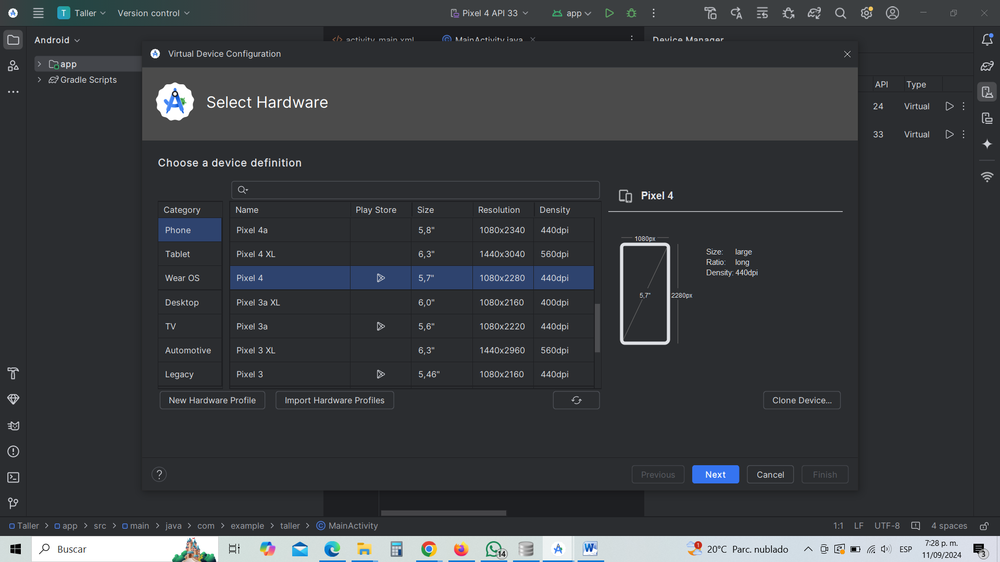 T Taller Version control Pixel 4 API 33 app
Android activity_main.xml MainActivity.java Device Manager
Virtual Device Configuration
app
Gradle Scripts
API Type
Select Hardware
24 Virtual
33 Virtual
Choose a device definition
Pixel 4
Category Name Play Store Size Resolution Density
Phone Pixel 4a 5,8" 1080x2340 440dpi
Tablet Pixel 4 XL 6,3" 1440x3040 560dpi
Wear OS Pixel 4 5,7" 1080x2280 440dpi
Desktop Pixel 3a XL 6,0" 1080x2160 400dpi
TV Pixel 3a 5,6" 1080x2220 440dpi
Automotive Pixel 3 XL 6,3" 1440x2960 560dpi
Legacy Pixel 3 5,46" 1080x2160 440dpi
1080px
Size: large
Ratio: long
Density: 440dpi
5,7" 2280px
New Hardware Profile Import Hardware Profiles Clone Device...
? Previous Next Cancel Finish
Taller app src main java com example taller MainActivity 1:1 LF UTF-8 4 spaces
Buscar 14 1 20°C Parc. nublado ESP 7:28 p. m.
11/09/2024 3